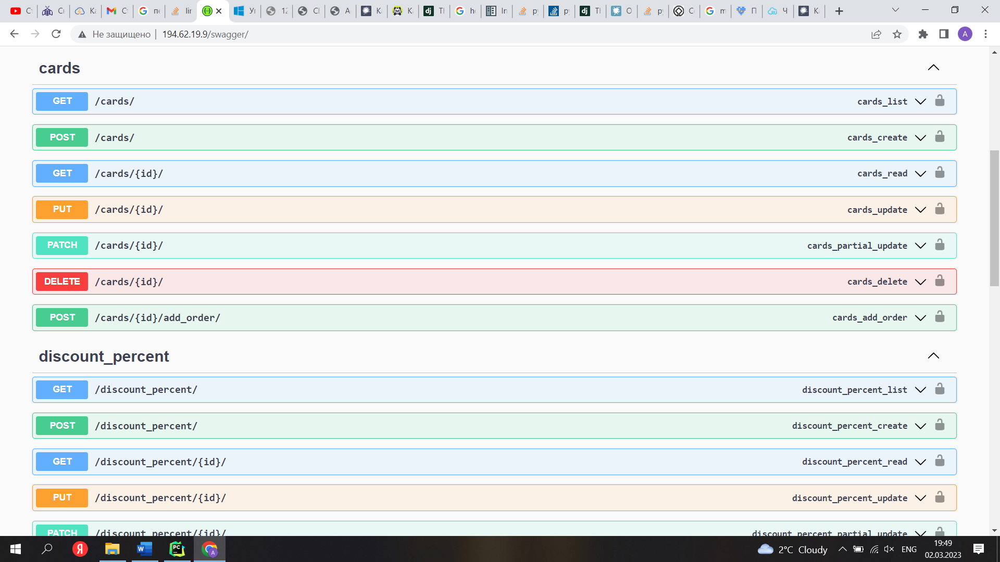 Не защищено 194.62.19.9/swagger/
cards
GET /cards/ cards_list
POST /cards/ cards_create
GET /cards/{id}/ cards_read
PUT /cards/{id}/ cards_update
PATCH /cards/{id}/ cards_partial_update
DELETE /cards/{id}/ cards_delete
POST /cards/{id}/add_order/ cards_add_order
discount_percent
GET /discount_percent/ discount_percent_list
POST /discount_percent/ discount_percent_create
GET /discount_percent/{id}/ discount_percent_read
PUT /discount_percent/{id}/ discount_percent_update
PATCH /discount_percent/{id}/ discount_percent_partial_update
2°C Cloudy ENG 19:49
02.03.2023